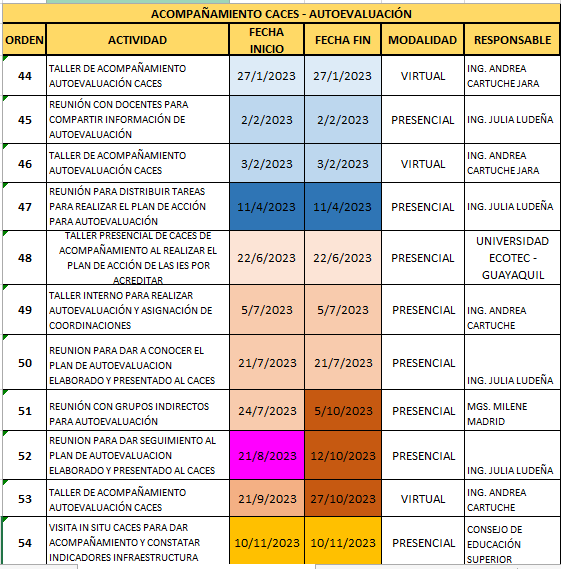 ACOMPAÑAMIENTO CACES - AUTOEVALUACIÓN
ORDEN ACTIVIDAD FECHA INICIO FECHA FIN MODALIDAD RESPONSABLE
44 TALLER DE ACOMPAÑAMIENTO AUTOEVALUACIÓN CACES 27/1/2023 27/1/2023 VIRTUAL ING. ANDREA CARTUCHE JARA
45 REUNIÓN CON DOCENTES PARA COMPARTIR INFORMACIÓN DE AUTOEVALUACIÓN 2/2/2023 2/2/2023 PRESENCIAL ING. JULIA LUDEÑA
46 TALLER DE ACOMPAÑAMIENTO AUTOEVALUACIÓN CACES 3/2/2023 3/2/2023 VIRTUAL ING. ANDREA CARTUCHE JARA
47 REUNIÓN PARA DISTRIBUIR TAREAS PARA REALIZAR EL PLAN DE ACCIÓN PARA AUTOEVALUACIÓN 11/4/2023 11/4/2023 PRESENCIAL ING. JULIA LUDEÑA
48 TALLER PRESENCIAL DE CACES DE ACOMPAÑAMIENTO AL REALIZAR EL PLAN DE ACCIÓN DE LAS IES POR ACREDITAR 22/6/2023 22/6/2023 PRESENCIAL UNIVERSIDAD ECOTEC - GUAYAQUIL
49 TALLER INTERNO PARA REALIZAR AUTOEVALUACIÓN Y ASIGNACIÓN DE COORDINACIONES 5/7/2023 5/7/2023 PRESENCIAL ING. ANDREA CARTUCHE
50 REUNION PARA DAR A CONOCER EL PLAN DE AUTOEVALUACION ELABORADO Y PRESENTADO AL CACES 21/7/2023 21/7/2023 PRESENCIAL ING. JULIA LUDEÑA
51 REUNIÓN CON GRUPOS INDIRECTOS PARA AUTOEVALUACIÓN 24/7/2023 5/10/2023 PRESENCIAL MGS. MILENE MADRID
52 REUNION PARA DAR SEGUIMIENTO AL PLAN DE AUTOEVALUACION ELABORADO Y PRESENTADO AL CACES 21/8/2023 12/10/2023 PRESENCIAL ING. JULIA LUDEÑA
53 TALLER DE ACOMPAÑAMIENTO AUTOEVALUACIÓN CACES 21/9/2023 27/10/2023 VIRTUAL ING. ANDREA CARTUCHE
54 VISITA IN SITU CACES PARA DAR ACOMPAÑAMIENTO Y CONSTATAR INDICADORES INFRAESTRUCTURA 10/11/2023 10/11/2023 PRESENCIAL CONSEJO DE EDUCACIÓN SUPERIOR